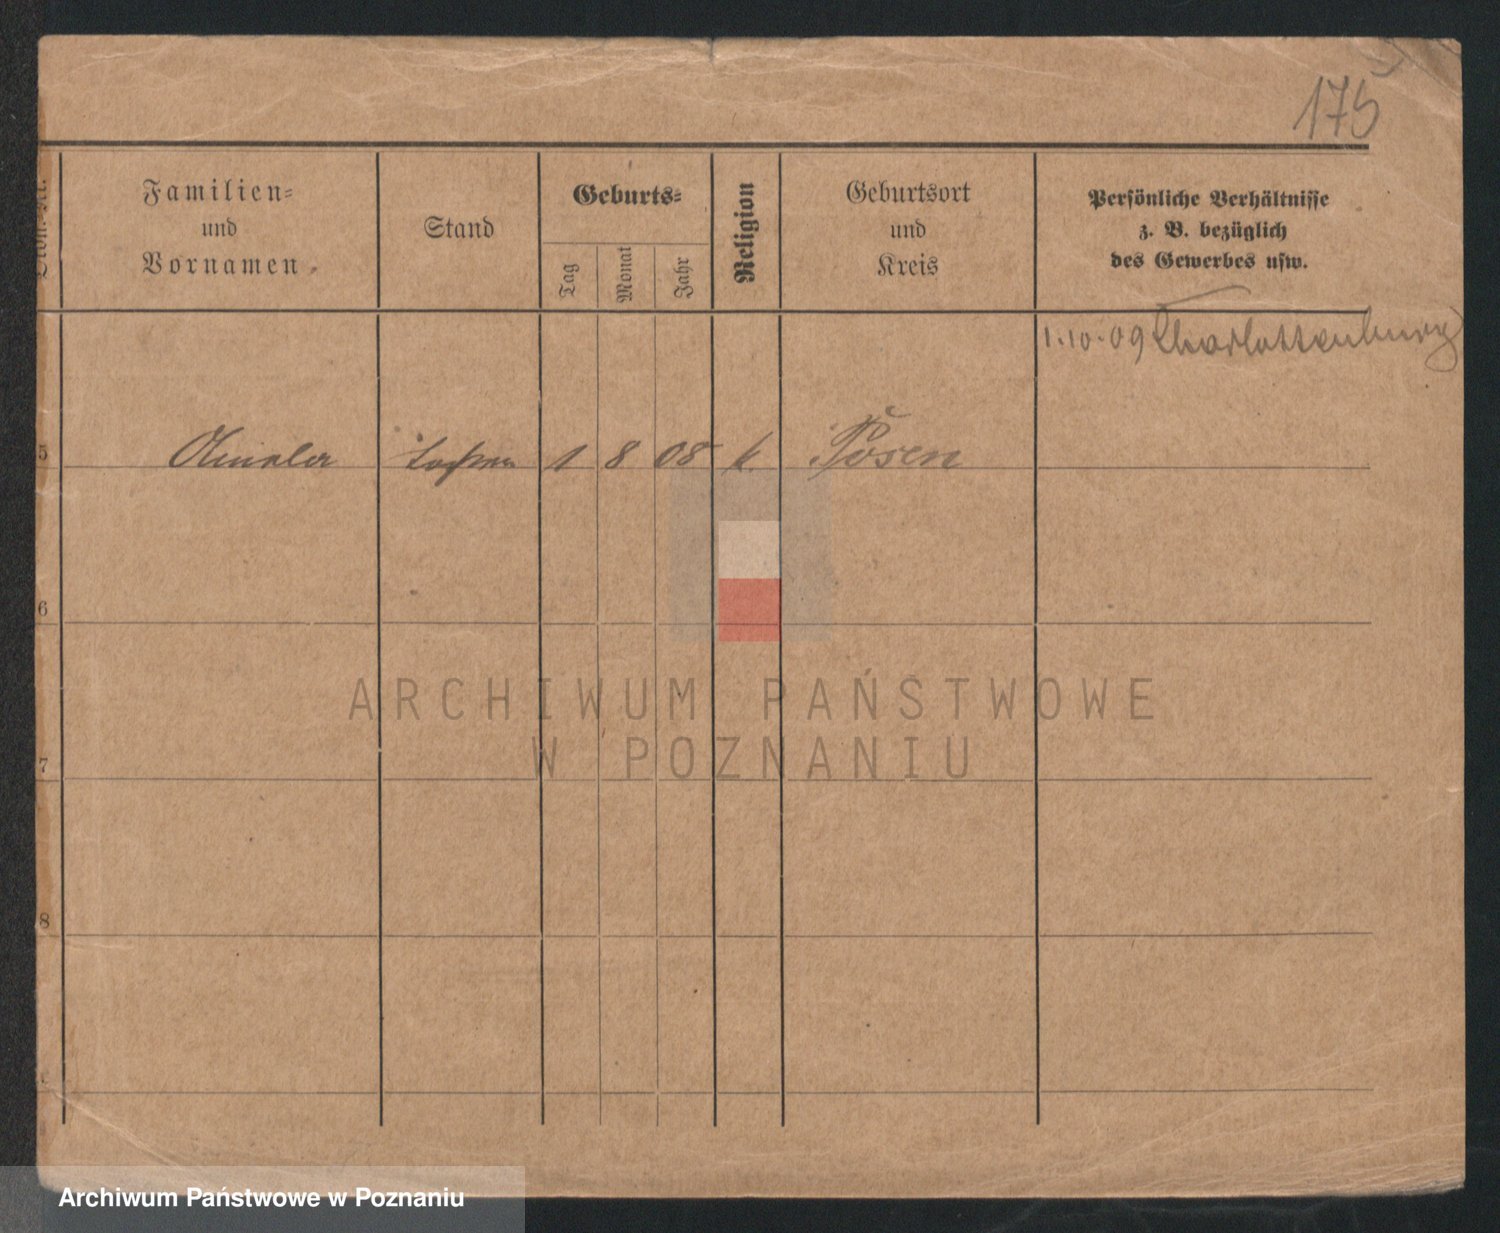 175
Familien=
und
Vornamen
Stand
Geburts=
Tag
Monat
Jahr
Religion
Geburtsort
und
Kreis
Persönliche Verhältnisse
z. B. bezüglich
des Gewerbes usw.
1.10.09 Charlottenburg
5 1 8 08 k. Posen
6
ARCHIWUM PAŃSTWOWE
W POZNANIU
7
8
Archiwum Państwowe w Poznaniu